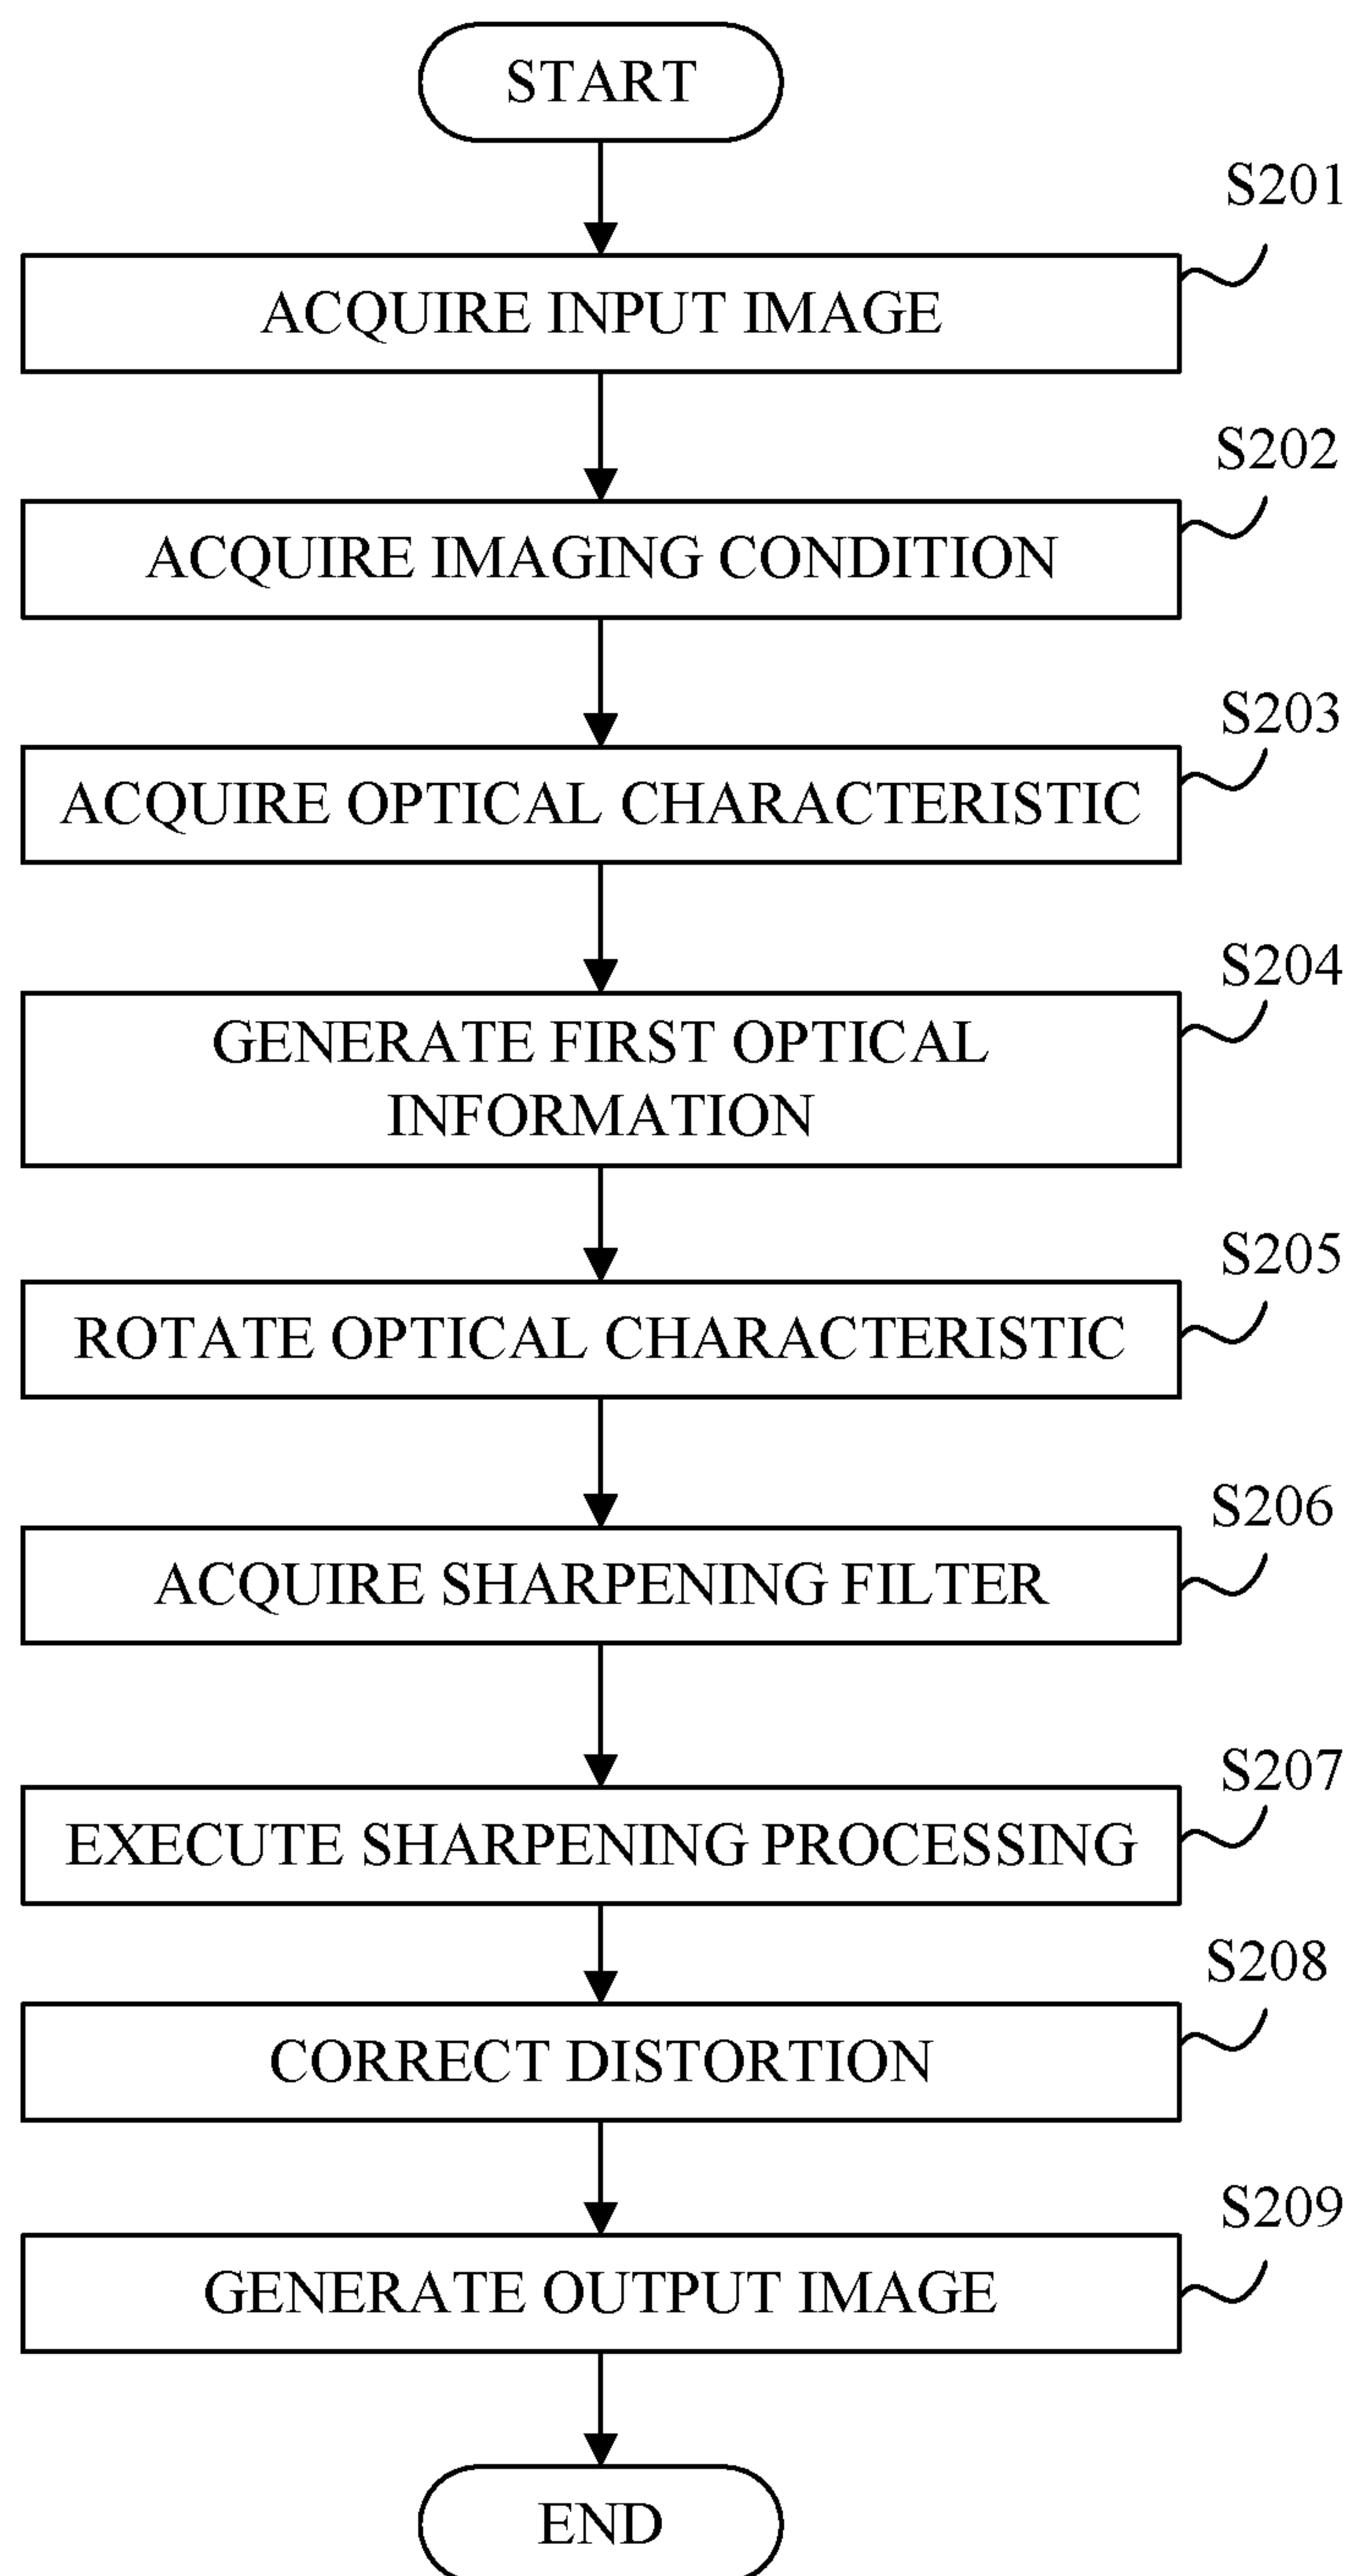 START
S201
ACQUIRE INPUT IMAGE
S202
ACQUIRE IMAGING CONDITION
S203
ACQUIRE OPTICAL CHARACTERISTIC
S204
GENERATE FIRST OPTICAL
INFORMATION
S205
ROTATE OPTICAL CHARACTERISTIC
S206
ACQUIRE SHARPENING FILTER
S207
EXECUTE SHARPENING PROCESSING
S208
CORRECT DISTORTION
S209
GENERATE OUTPUT IMAGE
END